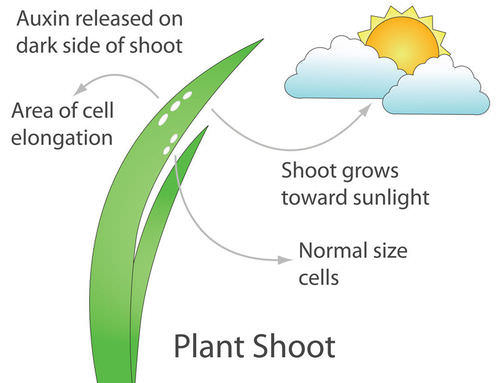 Auxin released on
dark side of shoot
Area of cell
elongation
Shoot grows
toward sunlight
Normal size
cells
Plant Shoot